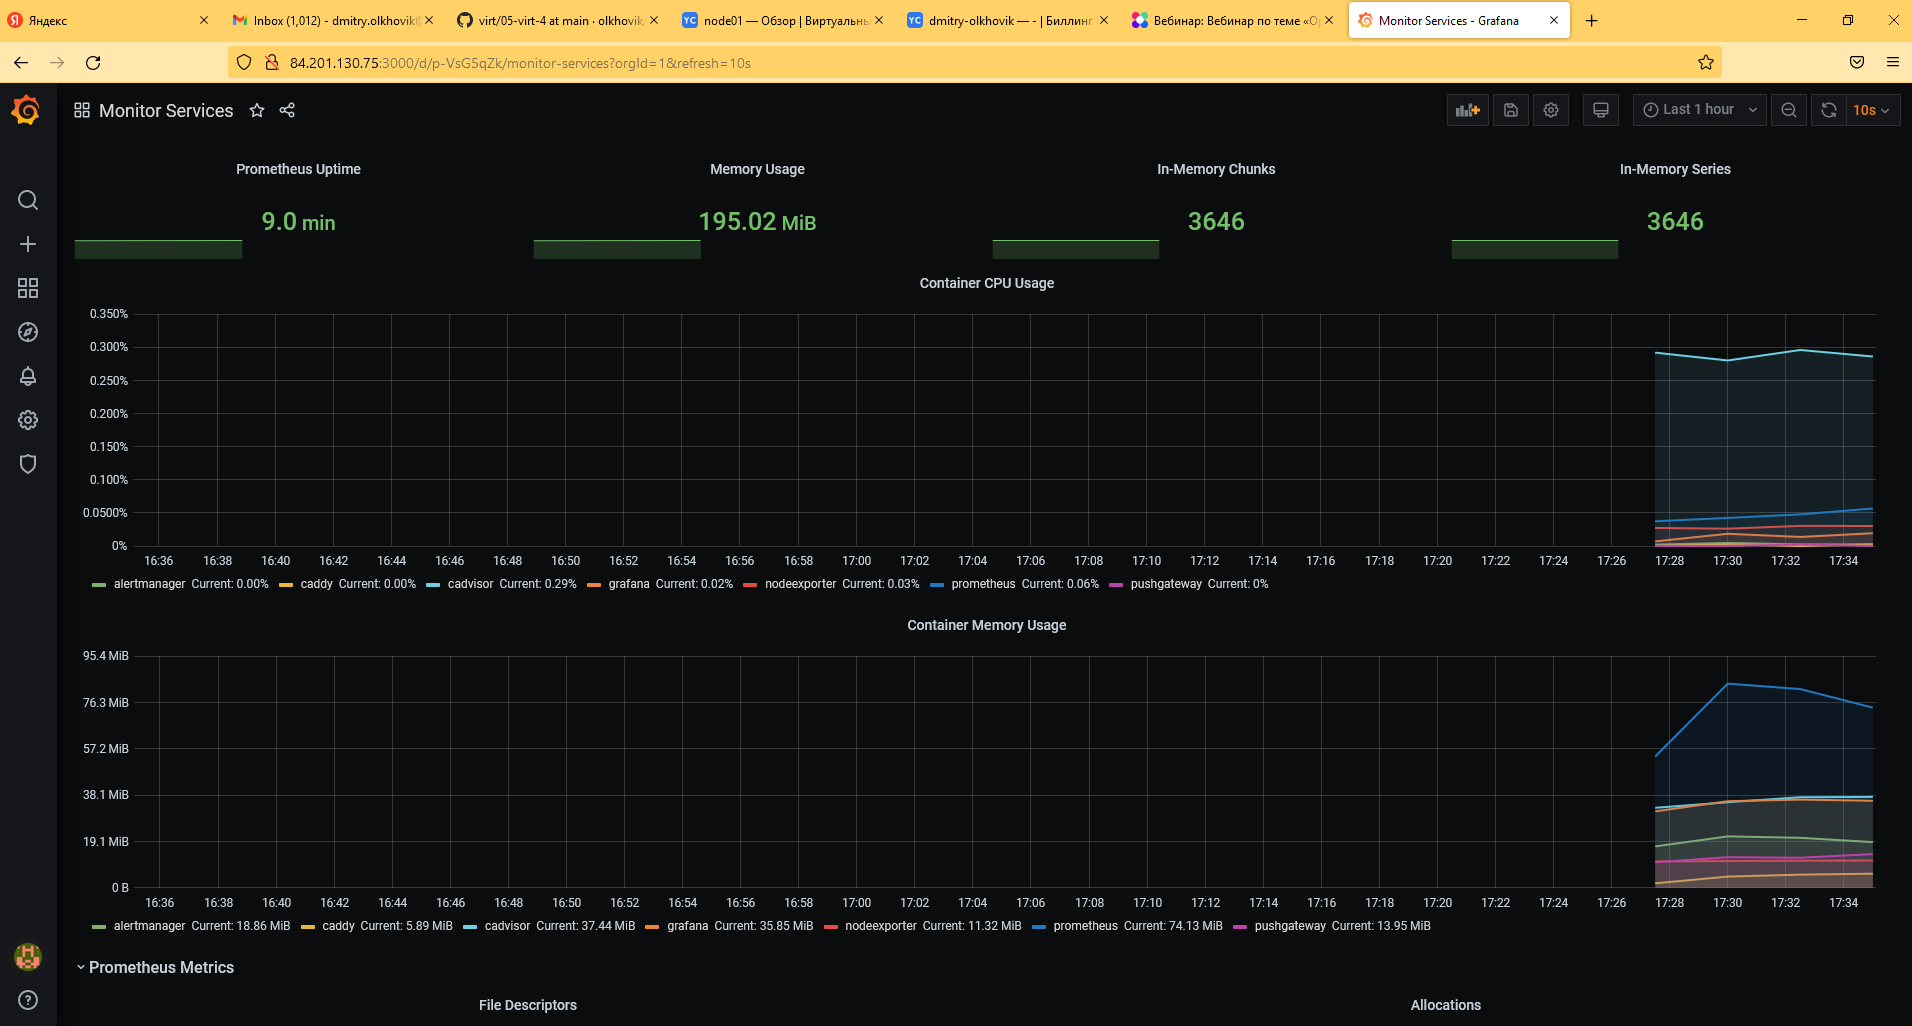 Яндекс
Inbox (1,012) - dmitry.olkhovik@
virt/05-virt-4 at main · olkhovik/
node01 — Обзор | Виртуальны
dmitry-olkhovik — - | Биллинг
Вебинар: Вебинар по теме «Ор
Monitor Services - Grafana
84.201.130.75:3000/d/p-VsG5qZk/monitor-services?orgId=1&refresh=10s
Monitor Services
Last 1 hour
10s
Prometheus Uptime
Memory Usage
In-Memory Chunks
In-Memory Series
9.0 min
195.02 MiB
3646
3646
Container CPU Usage
0.350%
0.300%
0.250%
0.200%
0.150%
0.100%
0.0500%
0%
16:36 16:38 16:40 16:42 16:44 16:46 16:48 16:50 16:52 16:54 16:56 16:58 17:00 17:02 17:04 17:06 17:08 17:10 17:12 17:14 17:16 17:18 17:20 17:22 17:24 17:26 17:28 17:30 17:32 17:34
alertmanager Current: 0.00% caddy Current: 0.00% cadvisor Current: 0.29% grafana Current: 0.02% nodeexporter Current: 0.03% prometheus Current: 0.06% pushgateway Current: 0%
Container Memory Usage
95.4 MiB
76.3 MiB
57.2 MiB
38.1 MiB
19.1 MiB
0 B
16:36 16:38 16:40 16:42 16:44 16:46 16:48 16:50 16:52 16:54 16:56 16:58 17:00 17:02 17:04 17:06 17:08 17:10 17:12 17:14 17:16 17:18 17:20 17:22 17:24 17:26 17:28 17:30 17:32 17:34
alertmanager Current: 18.86 MiB caddy Current: 5.89 MiB cadvisor Current: 37.44 MiB grafana Current: 35.85 MiB nodeexporter Current: 11.32 MiB prometheus Current: 74.13 MiB pushgateway Current: 13.95 MiB
Prometheus Metrics
File Descriptors
Allocations